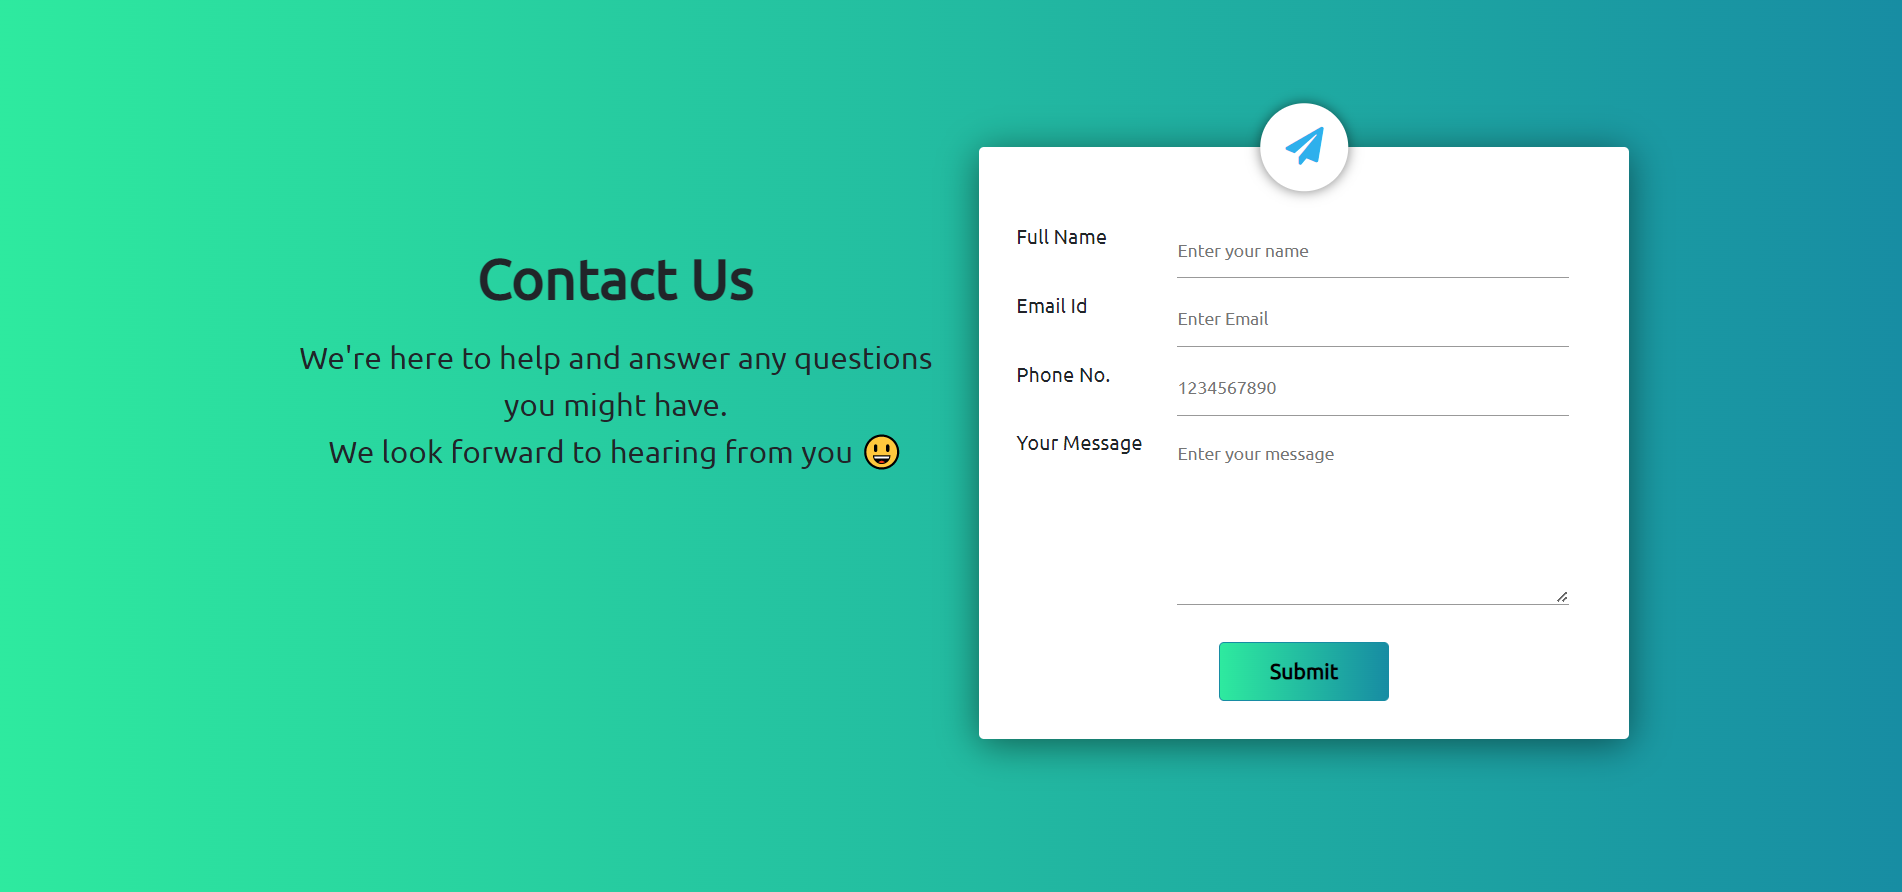 Contact Us
We're here to help and answer any questions
you might have.
We look forward to hearing from you 😃
Full Name
Enter your name
Email Id
Enter Email
Phone No.
1234567890
Your Message
Enter your message
Submit